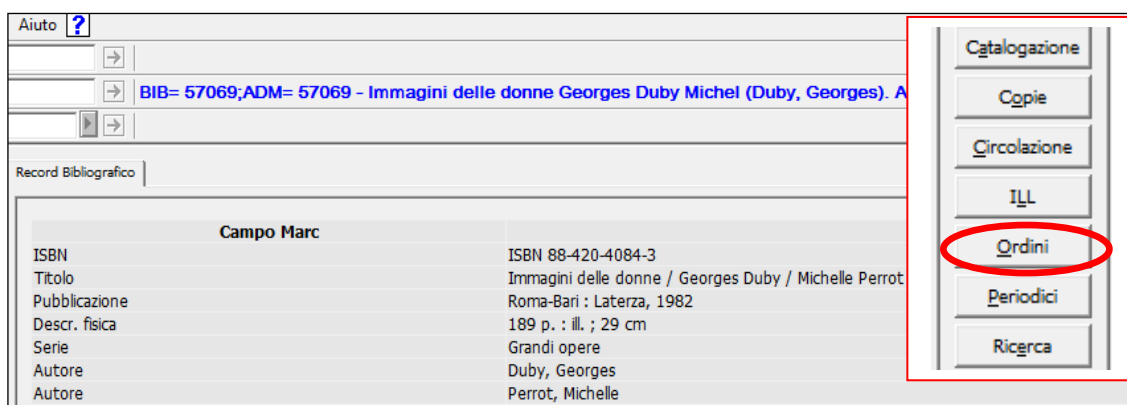 Aiuto ?
BIB= 57069;ADM= 57069 - Immagini delle donne Georges Duby Michel (Duby, Georges). A
Record Bibliografico
Campo Marc
ISBN ISBN 88-420-4084-3
Titolo Immagini delle donne / Georges Duby / Michelle Perrot
Pubblicazione Roma-Bari : Laterza, 1982
Descr. fisica 189 p. : ill. ; 29 cm
Serie Grandi opere
Autore Duby, Georges
Autore Perrot, Michelle
Catalogazione
Copie
Circolazione
ILL
Ordini
Periodici
Ricerca